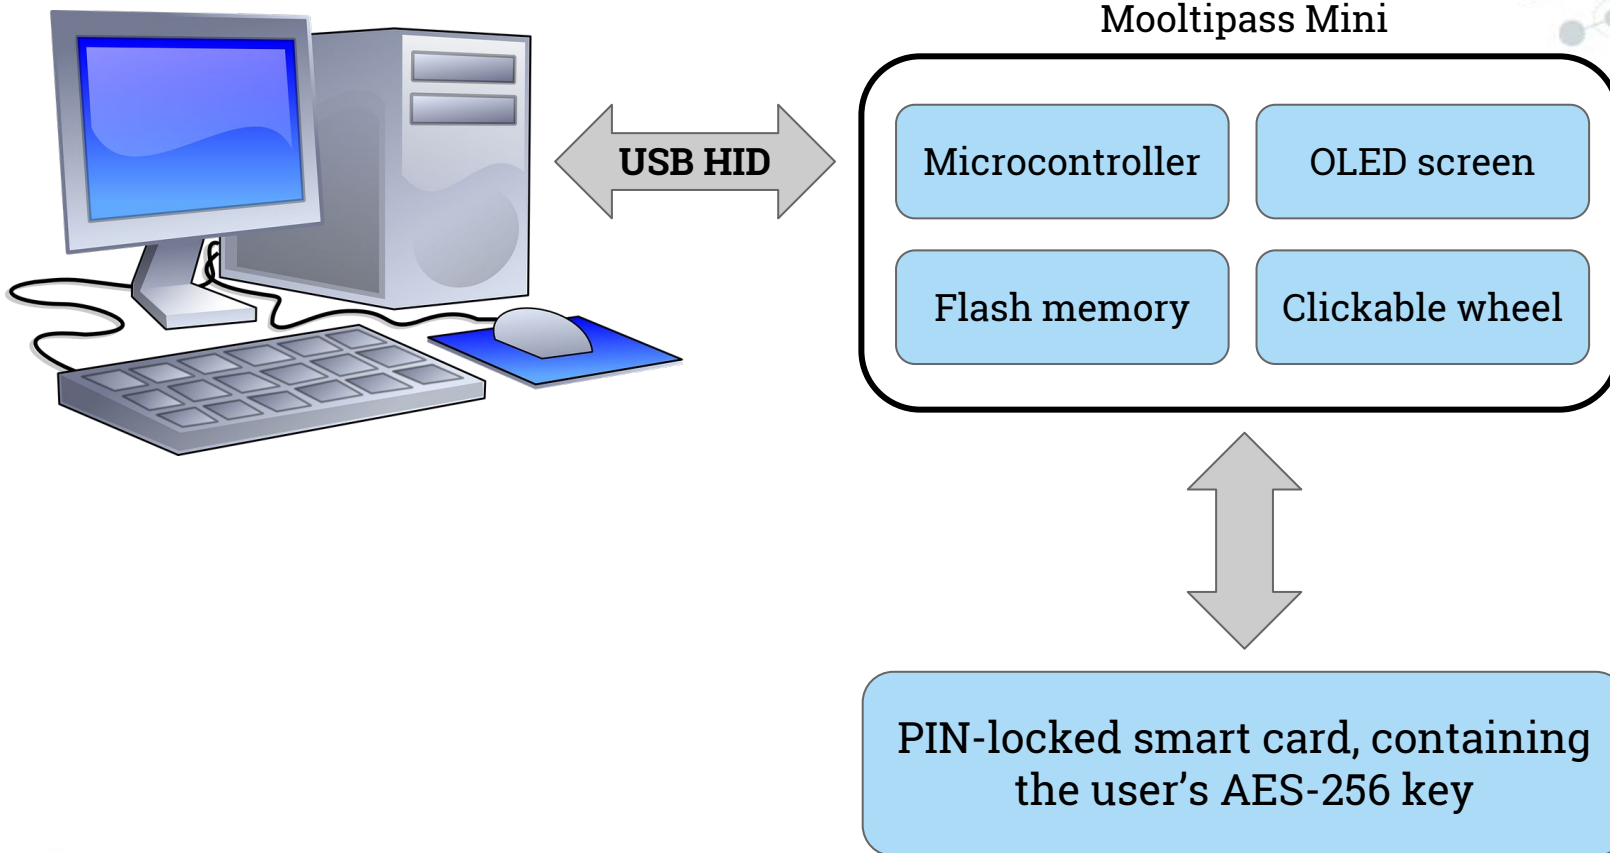 Mooltipass Mini
USB HID
Microcontroller
OLED screen
Flash memory
Clickable wheel
PIN-locked smart card, containing
the user’s AES-256 key